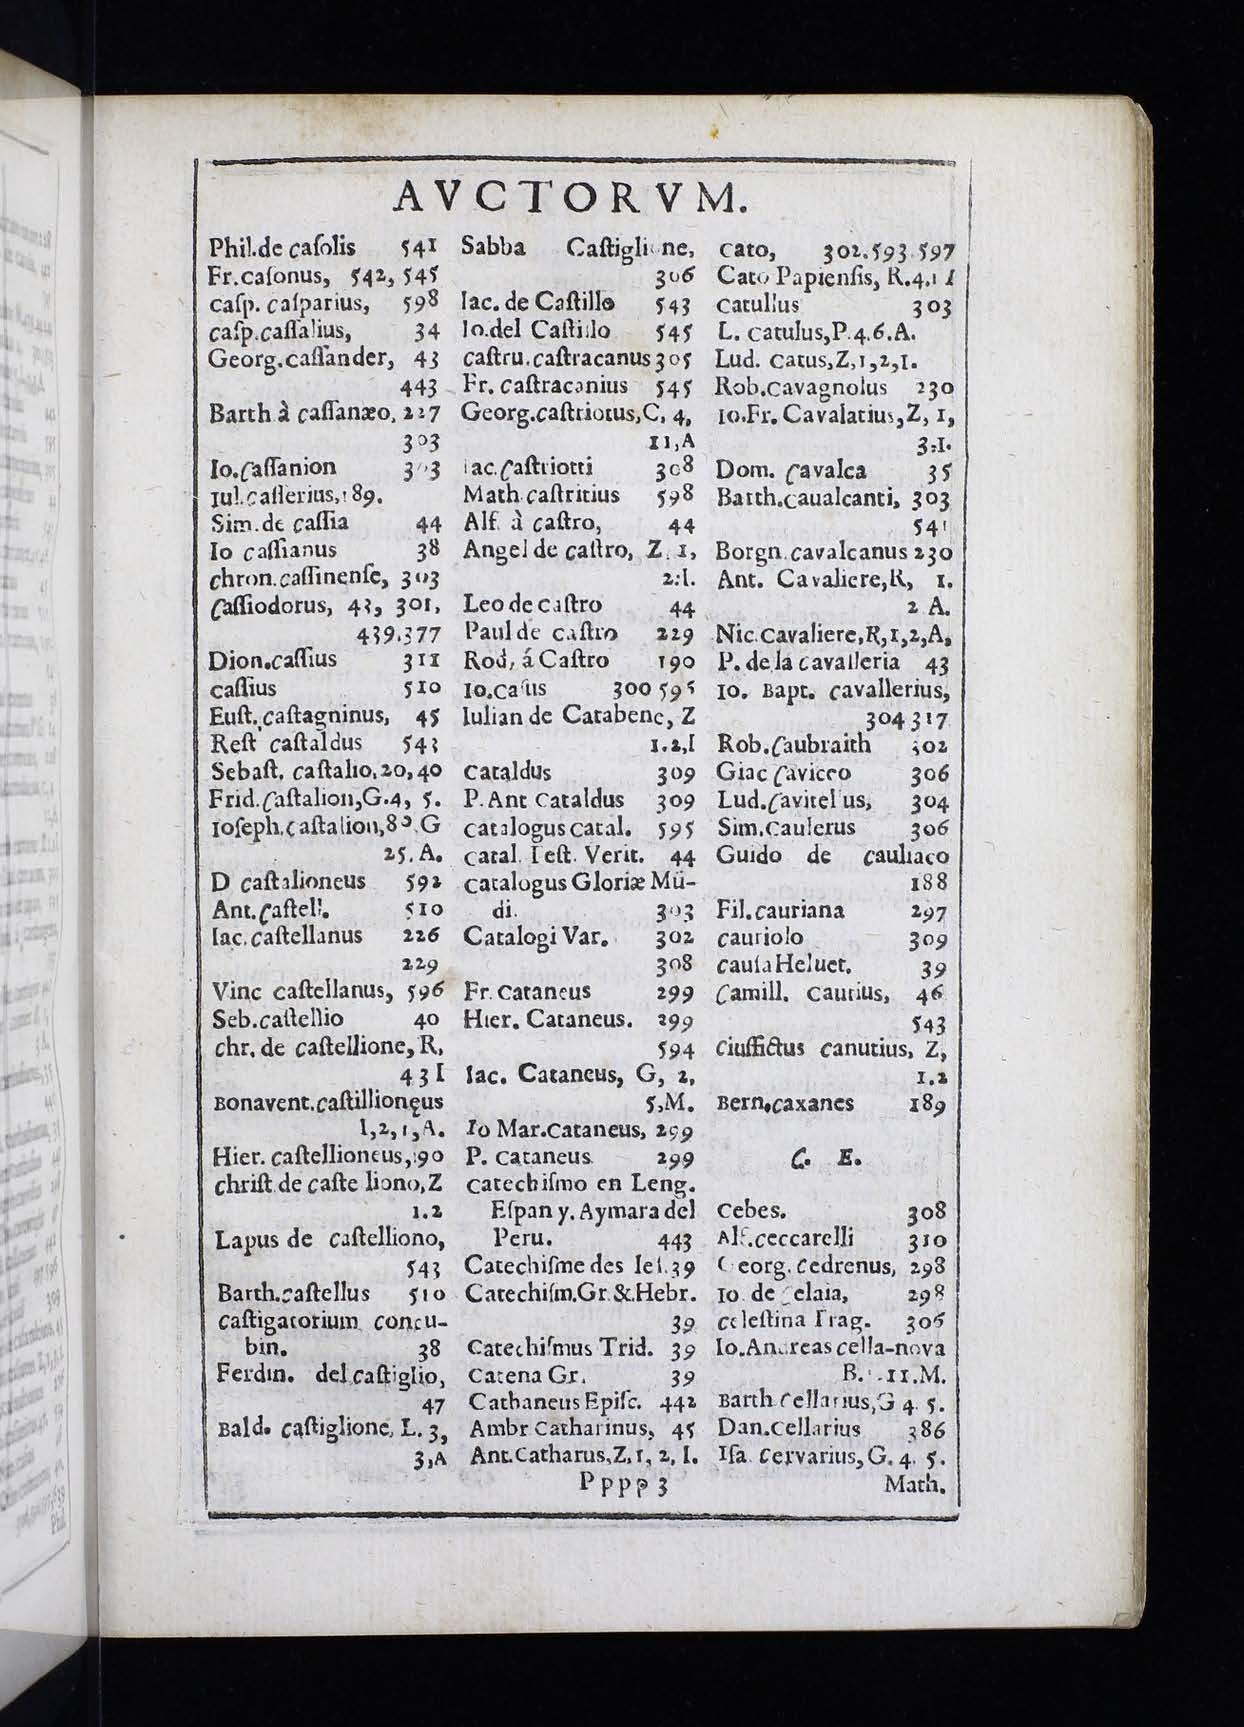 AVCTORVM.
Phil.de caſolis 541
Fr.caſonus, 542, 545
caſp. caſparius, 598
caſp.caſſalius, 34
Georg.caſſander, 43
443
Barth.à caſſanæo, 227
303
Io.Caſſanion 303
Iul.caſſerius,189.
Sim.de caſſia 44
Io caſſianus 38
chron.caſſinenſe, 303
Caſſiodorus, 43, 301,
439.377
Dion.caſſius 311
caſſius 510
Euſt.caſtagninus, 45
Reſt caſtaldus 543
Sebaſt. caſtalio,20,40
Frid.Caſtalion,G.4, 5.
Ioſeph.caſtalion,8°.G
25.A.
D caſtalioneus 592
Ant.Caſtell. 510
Iac.caſtellanus 226
229
Vinc caſtellanus, 596
Seb.caſtellio 40
chr. de caſtellione, R,
431
Bonavent.caſtillionęus
1,2,1,A.
Hier. caſtellioneus,190
chriſt.de caſte liono,Z
1.2
Lapus de caſtelliono,
543
Barth.caſtellus 510
caſtigatorium concu-
bin. 38
Ferdin. del caſtiglio,
47
Bald. caſtiglione, L. 3,
3,A
Sabba Caſtiglione,
306
Iac. de Caſtillo 543
Io.del Caſtillo 545
caſtru.caſtracanus 305
Fr. caſtracanius 545
Georg.caſtriotus,C, 4,
11,A
Iac.Caſtriotti 308
Math.caſtritius 598
Alf. à caſtro, 44
Angel de caſtro, Z. 1,
2:I.
Leo de caſtro 44
Paul de caſtro 229
Rod, á Caſtro 190
Io.caſus 300 595
Iulian de Catabene, Z
1.2,I
cataldus 309
P. Ant Cataldus 309
catalogus catal. 595
catal. Teſt. Verit. 44
catalogus Gloriæ Mü-
di. 303
Catalogi Var. 302
308
Fr. cataneus 299
Hier. Cataneus. 299
594
Iac. Cataneus, G, 2,
5,M.
Io Mar.cataneus, 299
P. cataneus 299
catechiſmo en Leng.
Eſpan y. Aymara del
Peru. 443
Catechiſme des Ieſ.39
Catechiſm.Gr.&.Hebr.
39
Catechiſmus Trid. 39
Catena Gr. 39
Cathaneus Epiſc. 442
Ambr Catharinus, 45
Ant.Catharus,Z,1, 2, I.
Ppppp 3
cato, 302.593.597
Cato Papienſis, R.4.11
catullus 303
L. catulus,P.4.6.A.
Lud. catus,Z,1,2,I.
Rob.cavagnolus 230
Io.Fr. Cavalatius,Z, 1,
3:I.
Dom. Cavalca 35
Barth.caualcanti, 303
541
Borgn.cavalcanus 230
Ant. Cavaliere,R, 1.
2 A.
Nic.cavaliere,R,1,2,A,
P. de la cavalleria 43
Io. Bapt. cavallerius,
304 317
Rob.Caubraith 302
Giac Cavicco 306
Lud.Cavitellius, 304
Sim.Caulerus 306
Guido de cauliaco
188
Fil.cauriana 297
cauriolo 309
cauſa Heluet. 39
Camill. cautius, 46
543
Ciuffictus canutius, Z,
1.2
Bern.caxanes 189
C. E.
cebes. 308
Alf.ceccarelli 310
Georg. cedrenus, 298
Io de Celaia, 298
celeſtina Trag. 306
Io.Andreas cella-nova
11.M.
Barth cellarius,G 4. 5.
Dan.cellarius 386
Iſa. cervarius, G. 4. 5.
Math.